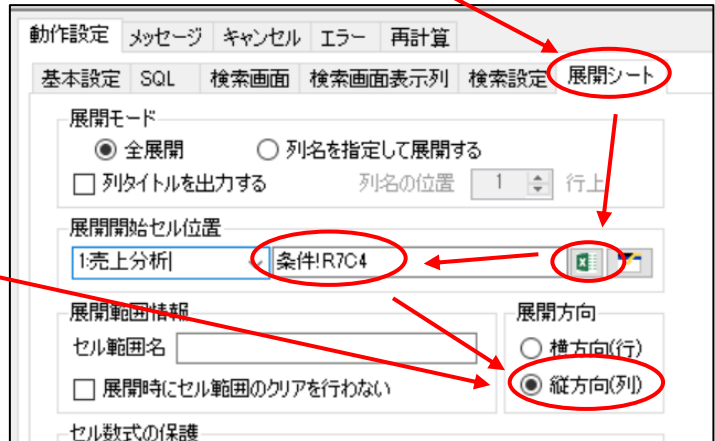 動作設定 メッセージ キャンセル エラー 再計算
基本設定 SQL 検索画面 検索画面表示列 検索設定 展開シート
展開モード
全展開 列名を指定して展開する
列タイトルを出力する 列名の位置 1 行上
展開開始セル位置
1:売上分析 条件!R7C4
展開範囲情報 展開方向
セル範囲名 横方向(行)
展開時にセル範囲のクリアを行わない 縦方向(列)
セル数式の保護